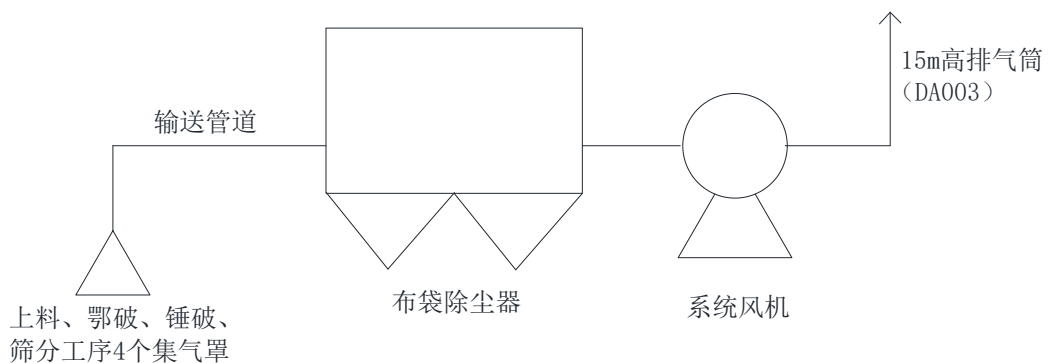 15m高排气筒
（DA003）
输送管道
布袋除尘器
系统风机
上料、鄂破、锤破、
筛分工序4个集气罩